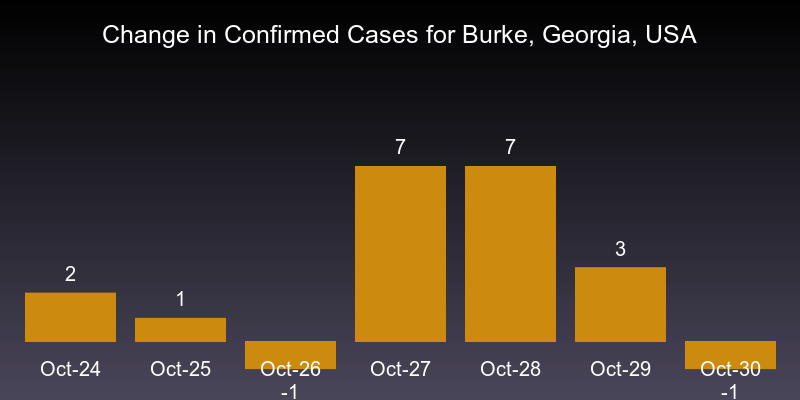 Change in Confirmed Cases for Burke, Georgia, USA
7 7
3
2
1
Oct-24 Oct-25 Oct-26 Oct-27 Oct-28 Oct-29 Oct-30
-1 -1